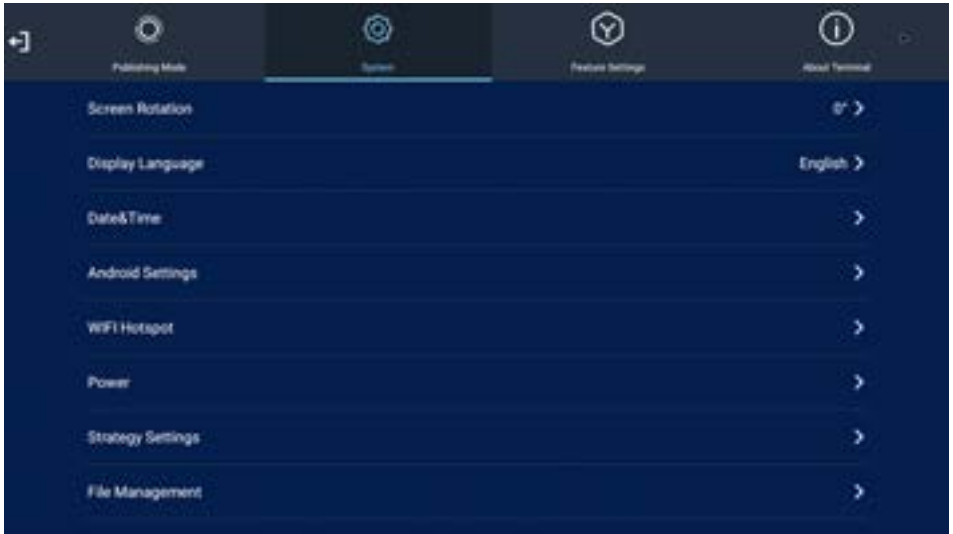 Publishing Mode
System
Feature Settings
About Terminal
Screen Rotation
0°
Display Language
English
Date&Time
Android Settings
WIFI Hotspot
Power
Strategy Settings
File Management